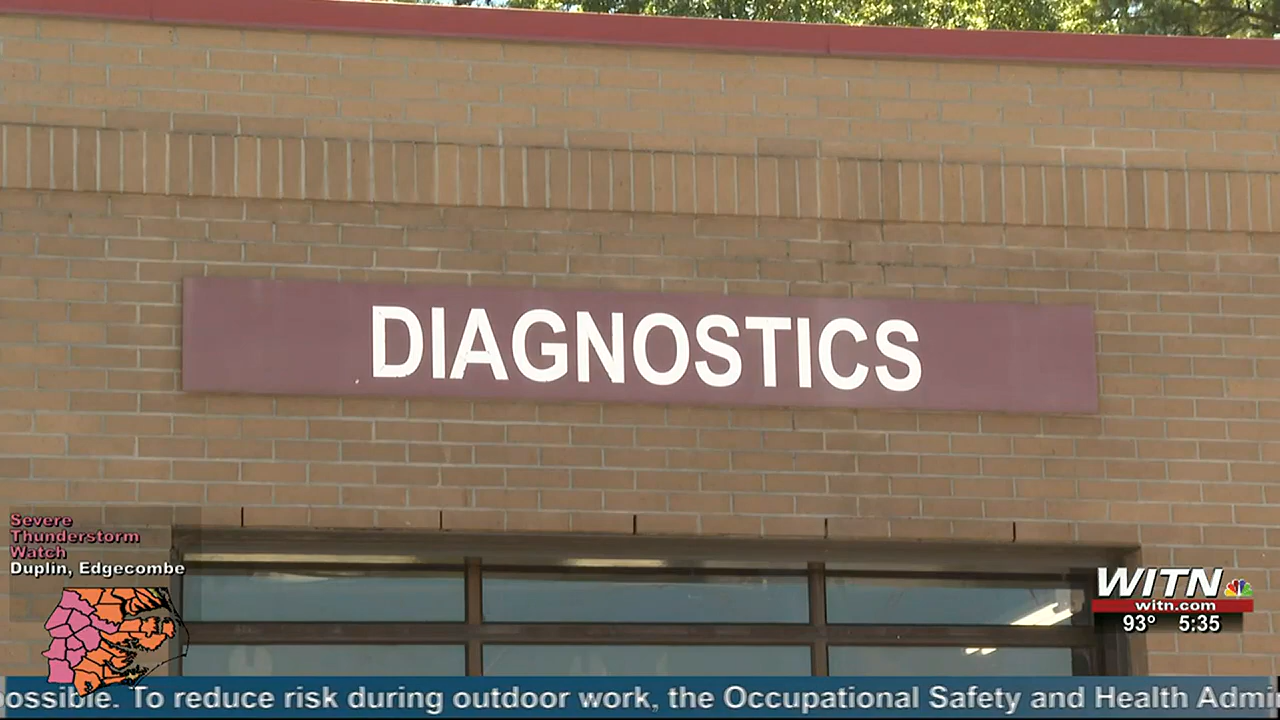 DIAGNOSTICS
Severe
Thunderstorm
Watch
Duplin, Edgecombe
WITN
witn.com
93° 5:35
possible. To reduce risk during outdoor work, the Occupational Safety and Health Admi